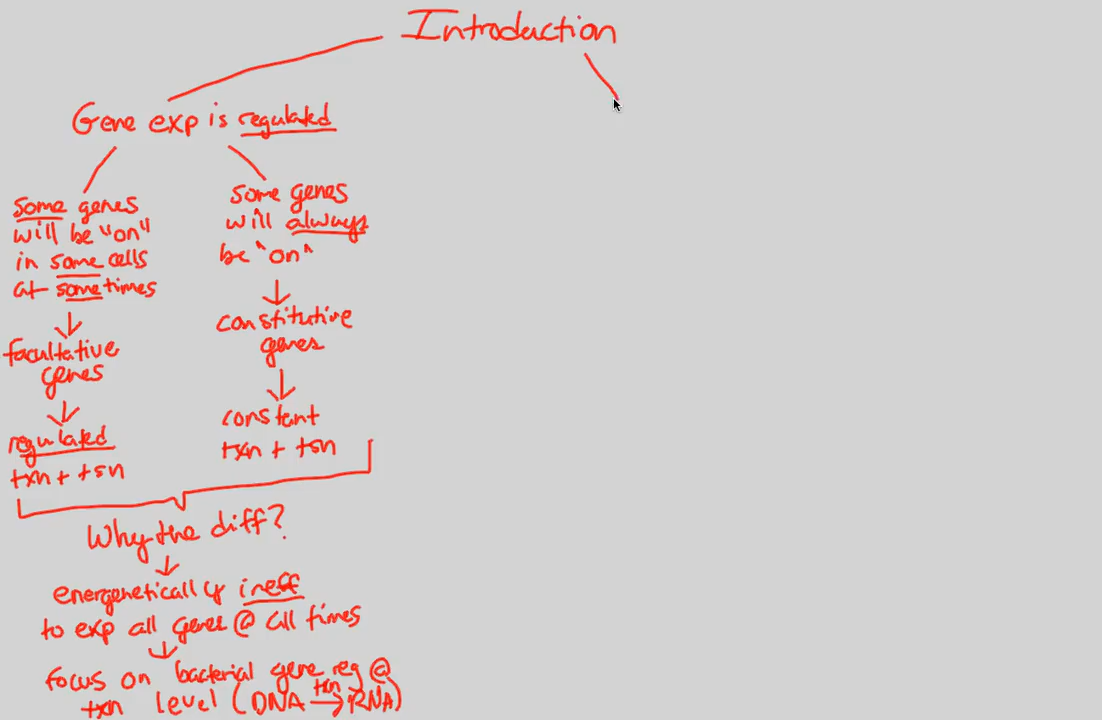 Introduction
Gene exp is regulated
some genes
will be "on"
in some cells
at some times
facultative
genes
regulated
txn + tsn
some genes
will always
be "on"
constitutive
genes
constant
txn + tsn
Why the diff?
energenetically ineff
to exp all genes @ all times
focus on bacterial gene reg @
txn level (DNA txn→ RNA)